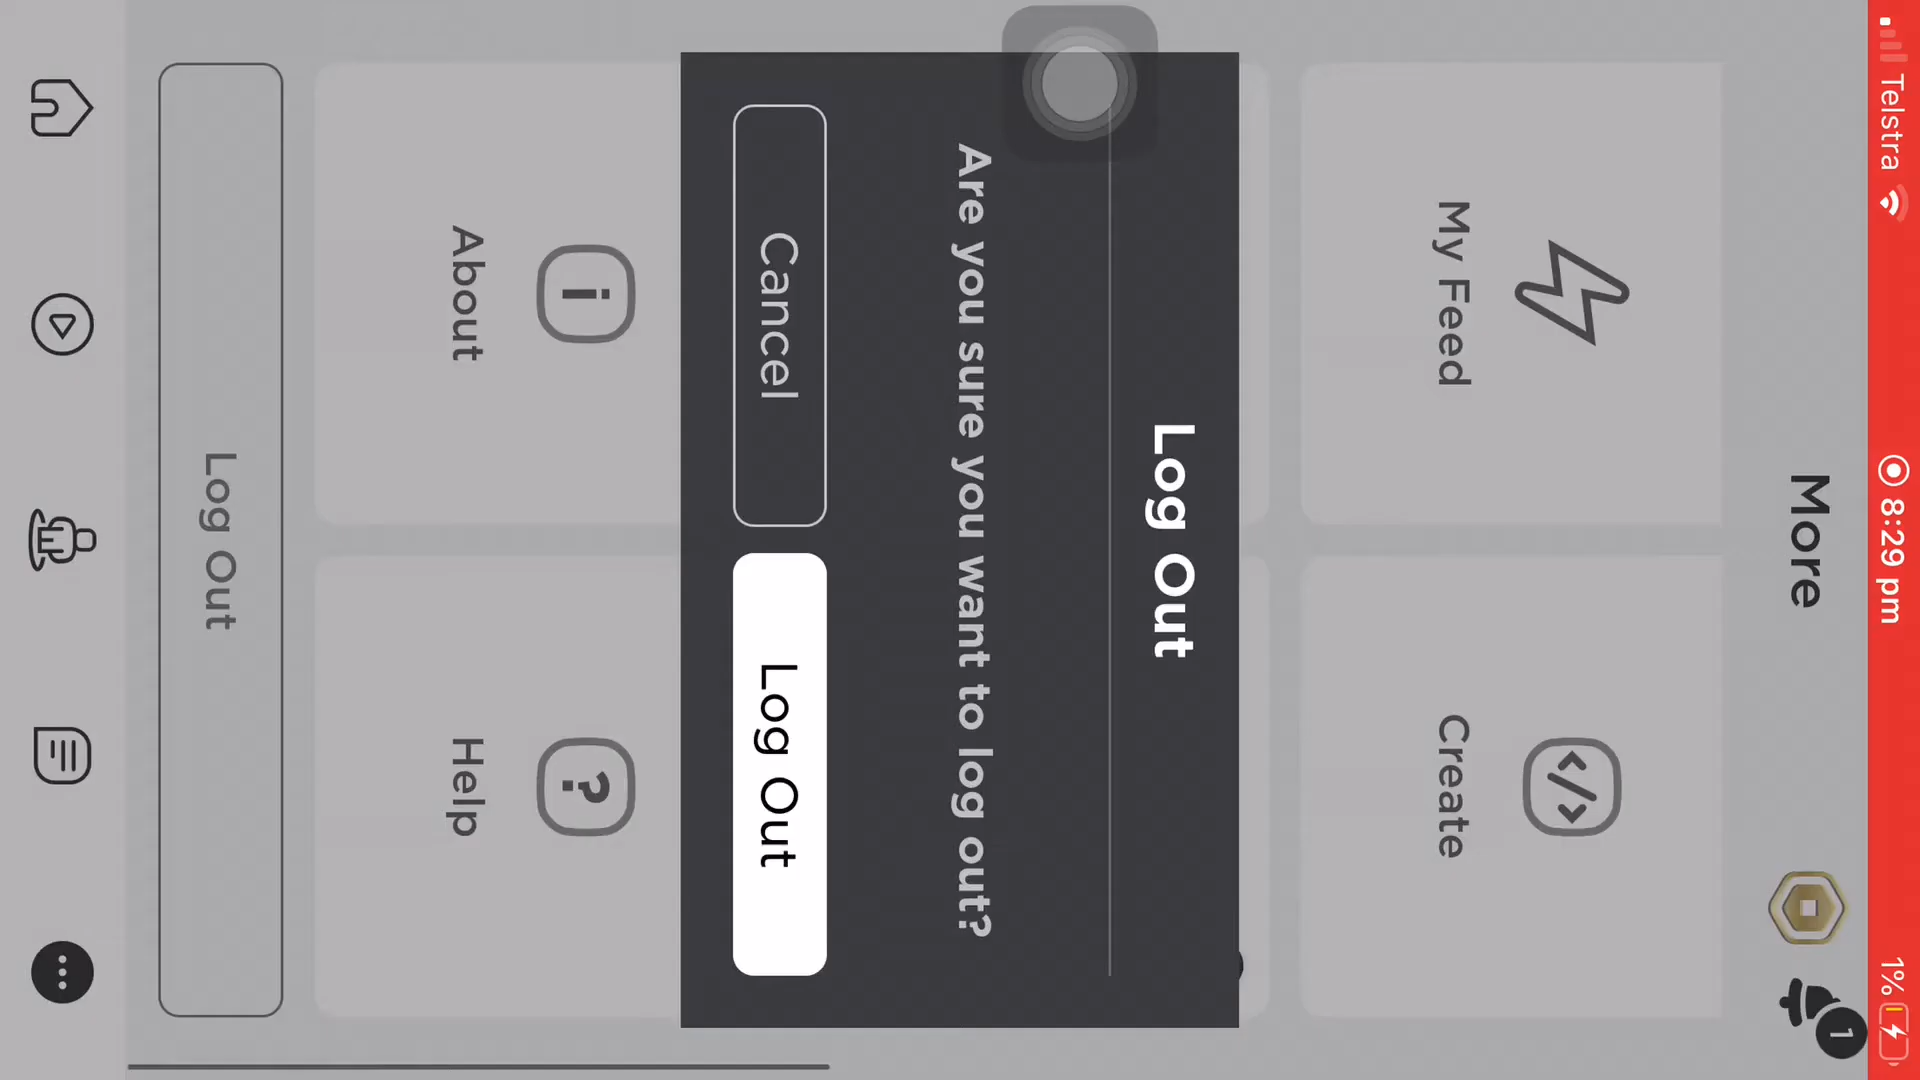 Telstra 8:29 pm 1%
More
1
My Feed
Create
Log Out
Are you sure you want to log out?
Cancel
Log Out
About
Help
Log Out